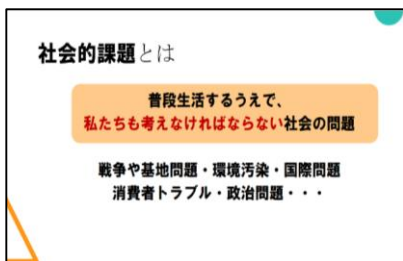 社会的課題とは
普段生活するうえで、
私たちも考えなければならない社会の問題
戦争や基地問題・環境汚染・国際問題
消費者トラブル・政治問題・・・